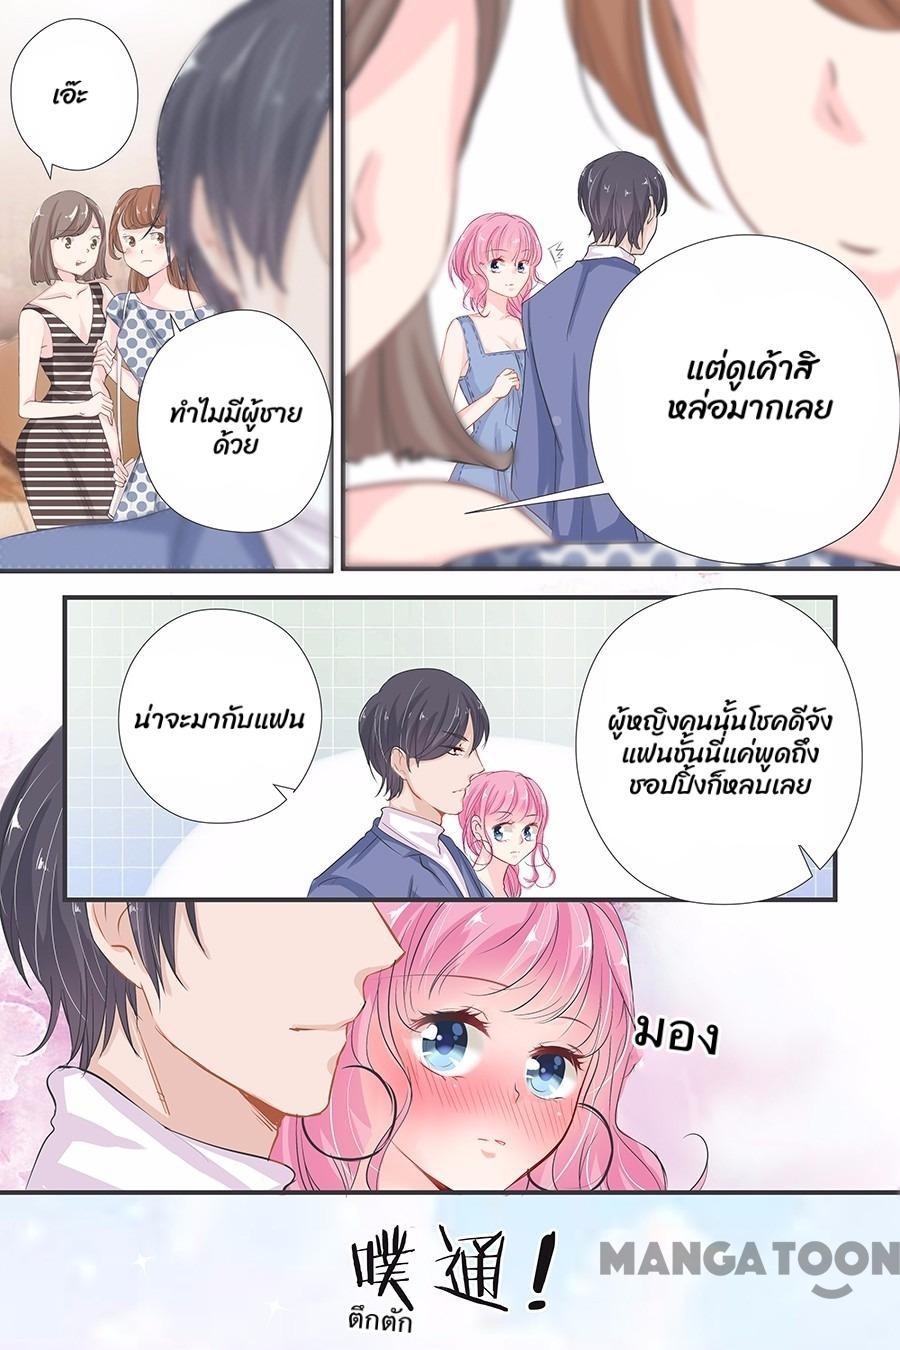 เอ๊ะ
ทำไมมีผู้ชาย
ด้วย
แต่ดูเค้าสิ
หล่อมากเลย
น่าจะมากับแฟน
ผู้หญิงคนนั้นโชคดีจัง
แฟนชั้นนี่แค่พูดถึง
ชอปปิ้งก็หลบเลย
มอง
噗通！
ตึกตัก
MANGATOON